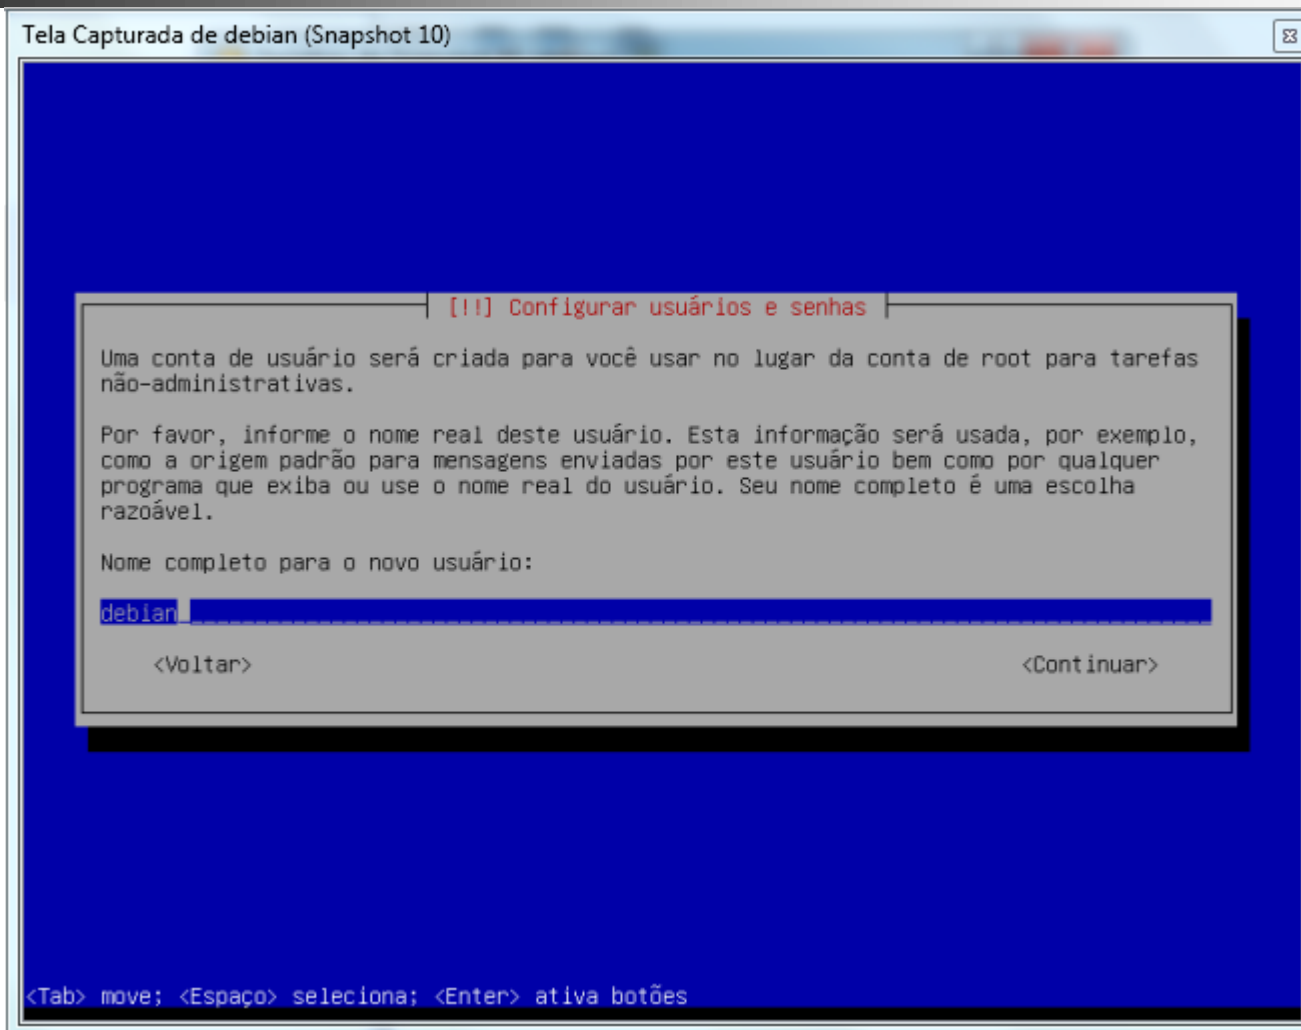 Tela Capturada de debian (Snapshot 10)
[!!] Configurar usuários e senhas
Uma conta de usuário será criada para você usar no lugar da conta de root para tarefas
não-administrativas.
Por favor, informe o nome real deste usuário. Esta informação será usada, por exemplo,
como a origem padrão para mensagens enviadas por este usuário bem como por qualquer
programa que exiba ou use o nome real do usuário. Seu nome completo é uma escolha
razoável.
Nome completo para o novo usuário:
debian
<Voltar> <Continuar>
<Tab> move; <Espaço> seleciona; <Enter> ativa botões